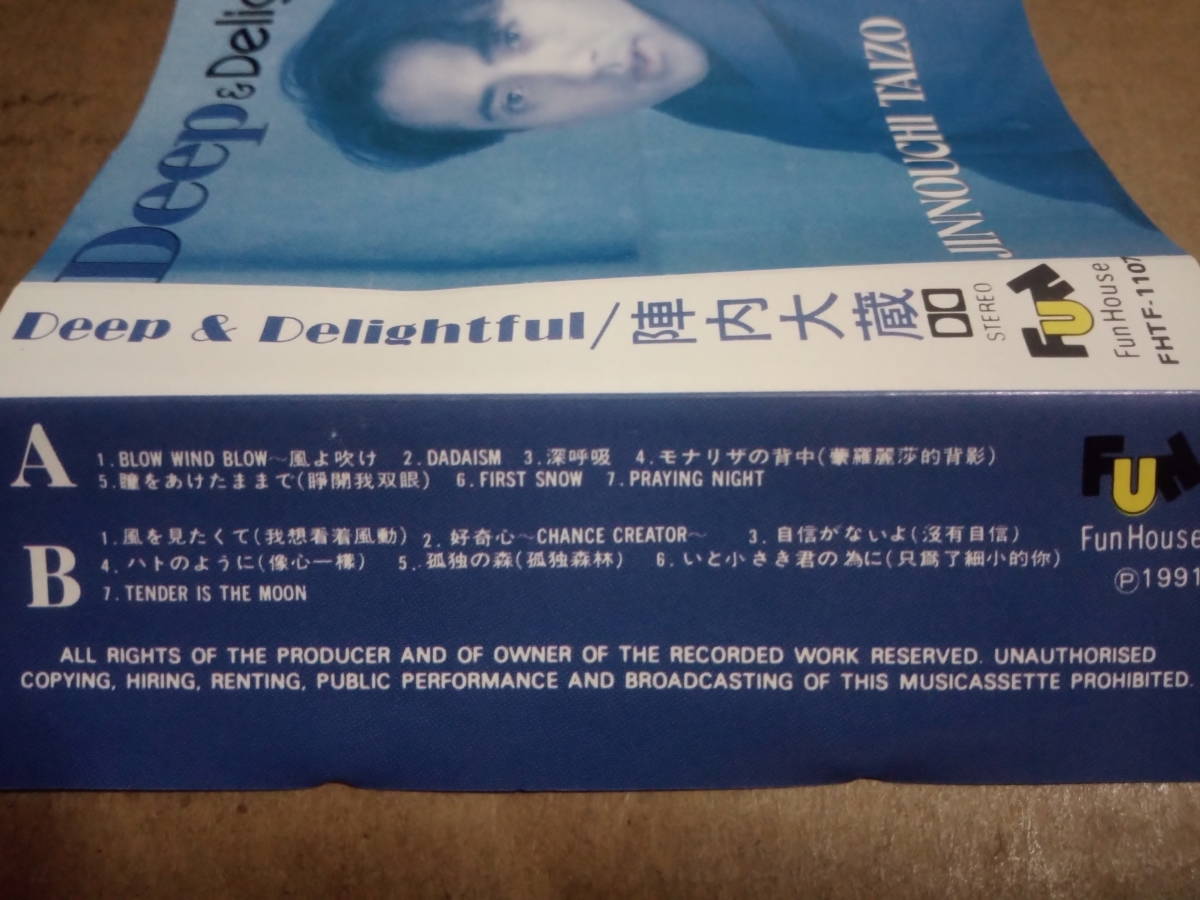 Deep & Delig
JINNOUCHI TAIZO
Deep & Delightful/陣内大蔵
STEREO
FUN
Fun House
FHTF-1107
A
1.BLOW WIND BLOW~風よ吹け 2.DADAISM 3.深呼吸 4.モナリザの背中(蒙羅麗莎的背影)
5.瞳をあけたままで(睜開我双眼) 6.FIRST SNOW 7.PRAYING NIGHT
B
1.風を見たくて(我想看着風動) 2.好奇心~CHANCE CREATOR~ 3.自信がないよ(沒有自信)
4.ハトのように(像心一樣) 5.孤独の森(孤独森林) 6.いと小さき君の為に(只爲了細小的你)
7.TENDER IS THE MOON
FUN
Fun House
Ⓟ1991
ALL RIGHTS OF THE PRODUCER AND OF OWNER OF THE RECORDED WORK RESERVED. UNAUTHORISED
COPYING, HIRING, RENTING, PUBLIC PERFORMANCE AND BROADCASTING OF THIS MUSICASSETTE PROHIBITED.